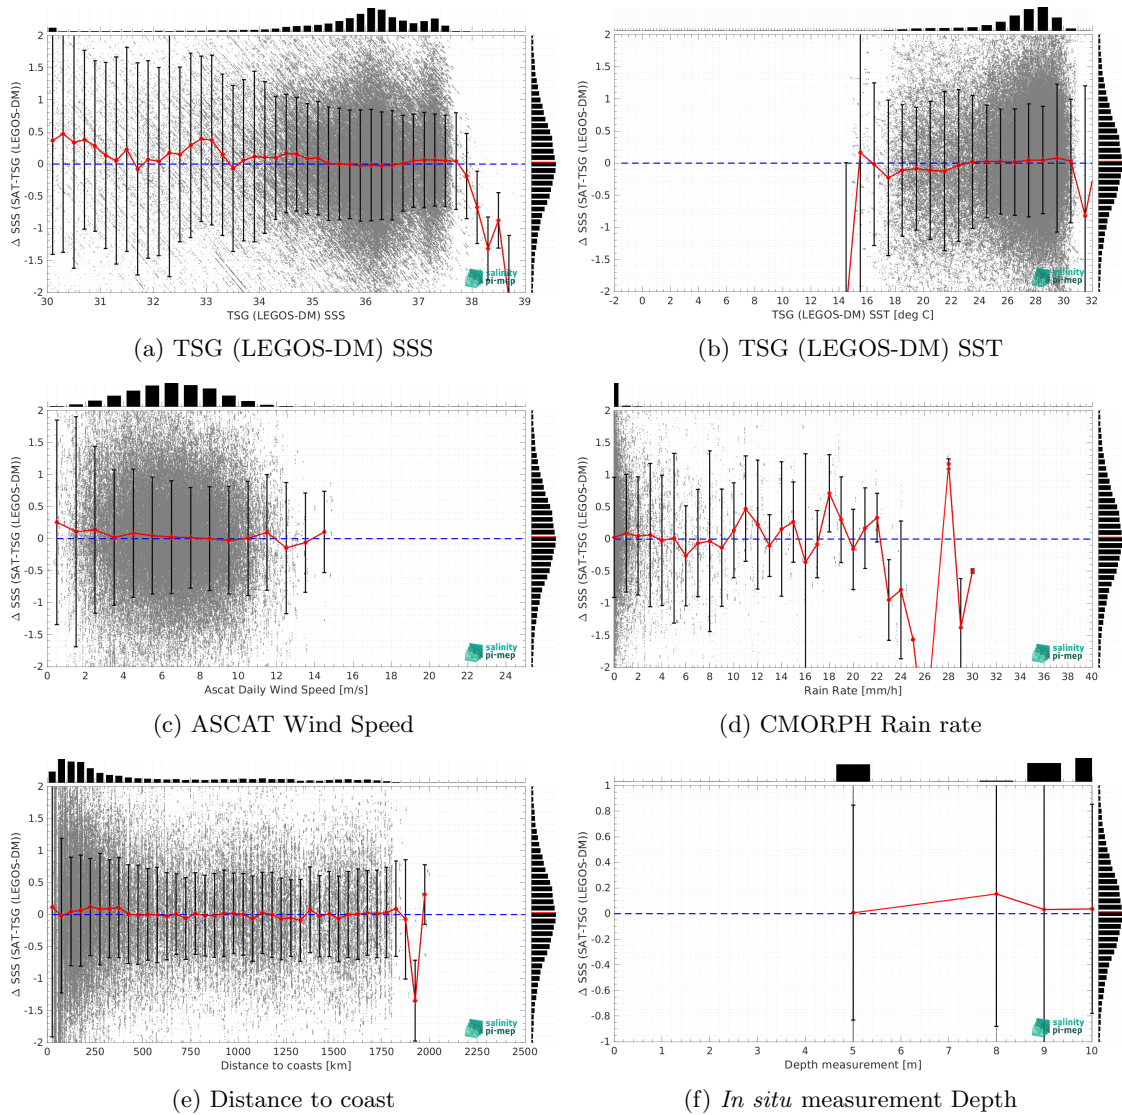 2
1.5
1
0.5
0
-0.5
-1
-1.5
-2
Δ SSS (SAT-TSG (LEGOS-DM))
salinity
pi-mep
30 31 32 33 34 35 36 37 38 39
TSG (LEGOS-DM) SSS
(a) TSG (LEGOS-DM) SSS
2
1.5
1
0.5
0
-0.5
-1
-1.5
-2
Δ SSS (SAT-TSG (LEGOS-DM))
salinity
pi-mep
-2 0 2 4 6 8 10 12 14 16 18 20 22 24 26 28 30 32
TSG (LEGOS-DM) SST [deg C]
(b) TSG (LEGOS-DM) SST
2
1.5
1
0.5
0
-0.5
-1
-1.5
-2
Δ SSS (SAT-TSG (LEGOS-DM))
salinity
pi-mep
0 2 4 6 8 10 12 14 16 18 20 22 24
Ascat Daily Wind Speed [m/s]
(c) ASCAT Wind Speed
2
1.5
1
0.5
0
-0.5
-1
-1.5
-2
Δ SSS (SAT-TSG (LEGOS-DM))
salinity
pi-mep
0 2 4 6 8 10 12 14 16 18 20 22 24 26 28 30 32 34 36 38 40
Rain Rate [mm/h]
(d) CMORPH Rain rate
2
1.5
1
0.5
0
-0.5
-1
-1.5
-2
Δ SSS (SAT-TSG (LEGOS-DM))
salinity
pi-mep
0 250 500 750 1000 1250 1500 1750 2000 2250 2500
Distance to coasts [km]
(e) Distance to coast
1
0.8
0.6
0.4
0.2
0
-0.2
-0.4
-0.6
-0.8
-1
Δ SSS (SAT-TSG (LEGOS-DM))
salinity
pi-mep
0 1 2 3 4 5 6 7 8 9 10
Depth measurement [m]
(f) In situ measurement Depth